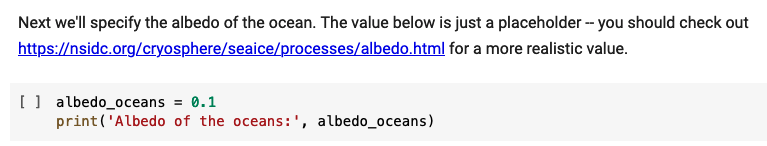 Next we'll specify the albedo of the ocean. The value below is just a placeholder -- you should check out
https://nsidc.org/cryosphere/seaice/processes/albedo.html for a more realistic value.
[ ] albedo_oceans = 0.1
print('Albedo of the oceans:', albedo_oceans)